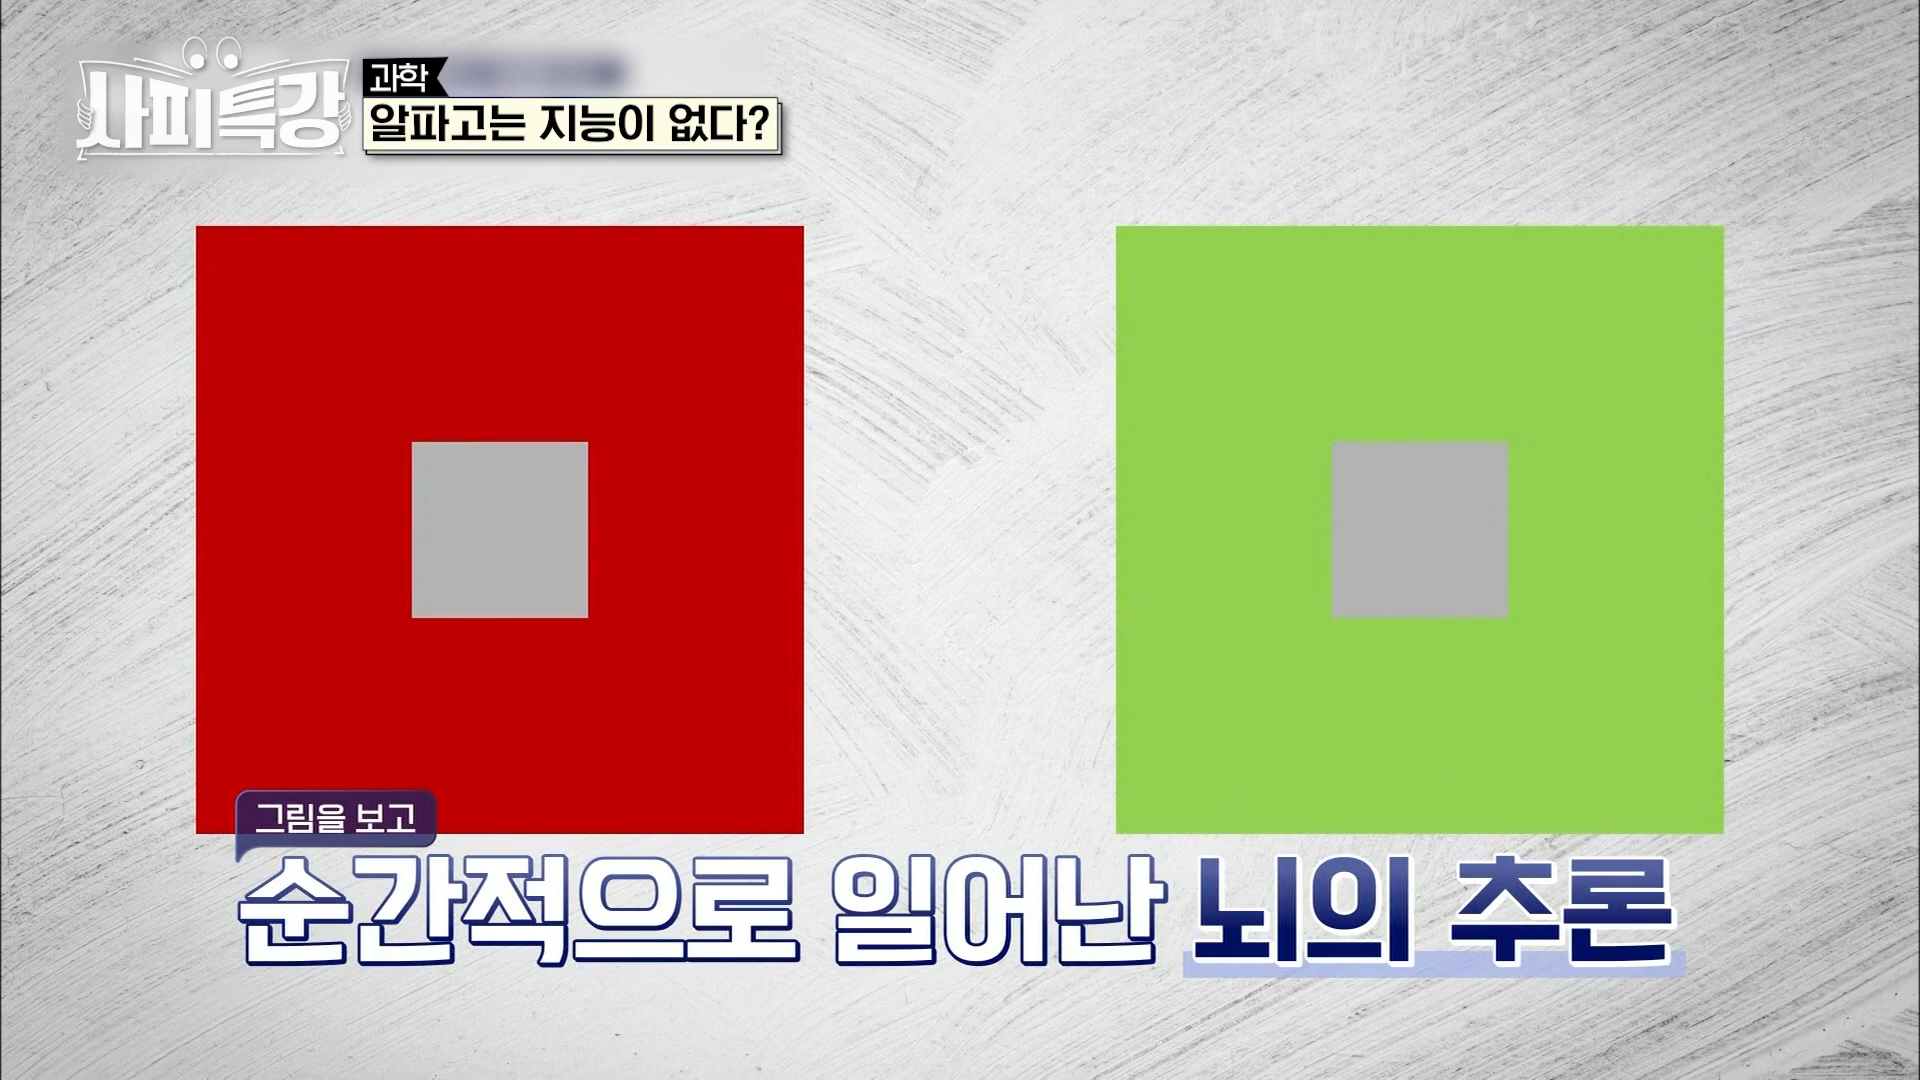 사피특강
과학
알파고는 지능이 없다?
그림을 보고
순간적으로 일어난 뇌의 추론